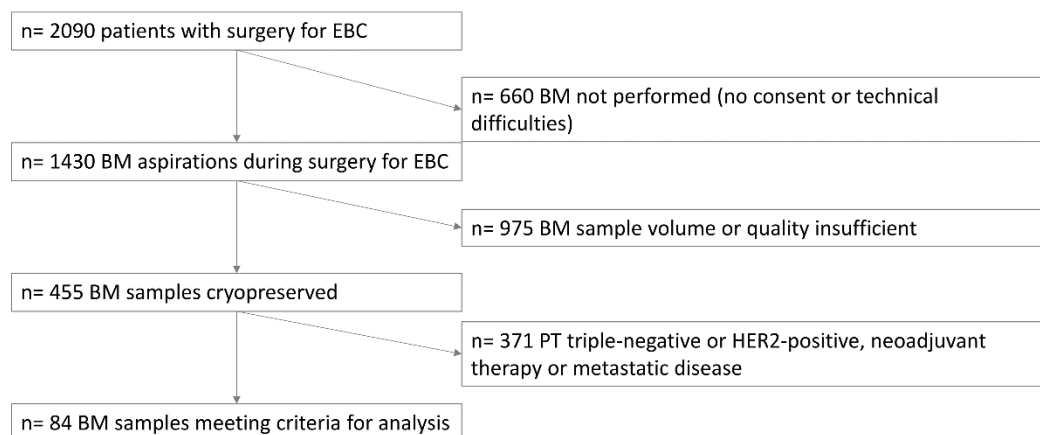 n= 2090 patients with surgery for EBC
n= 660 BM not performed (no consent or technical
difficulties)
n= 1430 BM aspirations during surgery for EBC
n= 975 BM sample volume or quality insufficient
n= 455 BM samples cryopreserved
n= 371 PT triple-negative or HER2-positive, neoadjuvant
therapy or metastatic disease
n= 84 BM samples meeting criteria for analysis